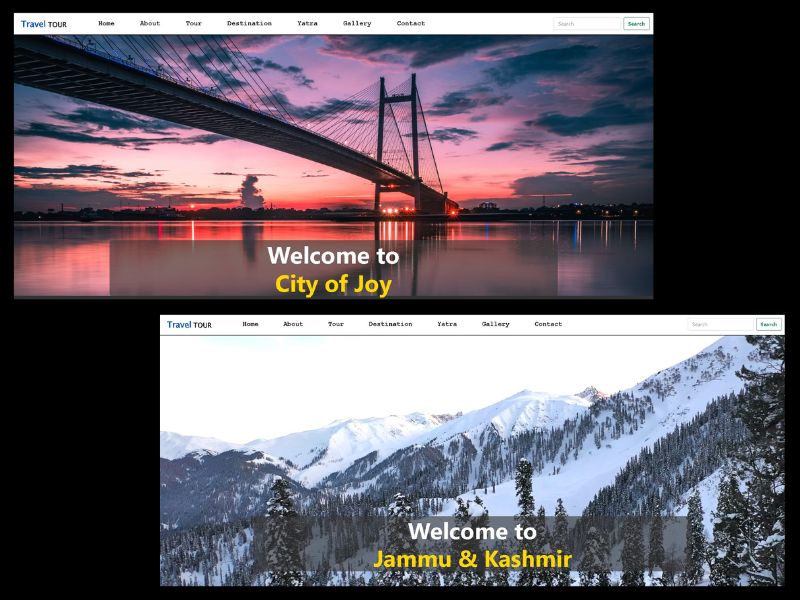 Travel TOUR Home About Tour Destination Yatra Gallery Contact Search Search
Welcome to
City of Joy
Travel TOUR Home About Tour Destination Yatra Gallery Contact Search Search
Welcome to
Jammu & Kashmir